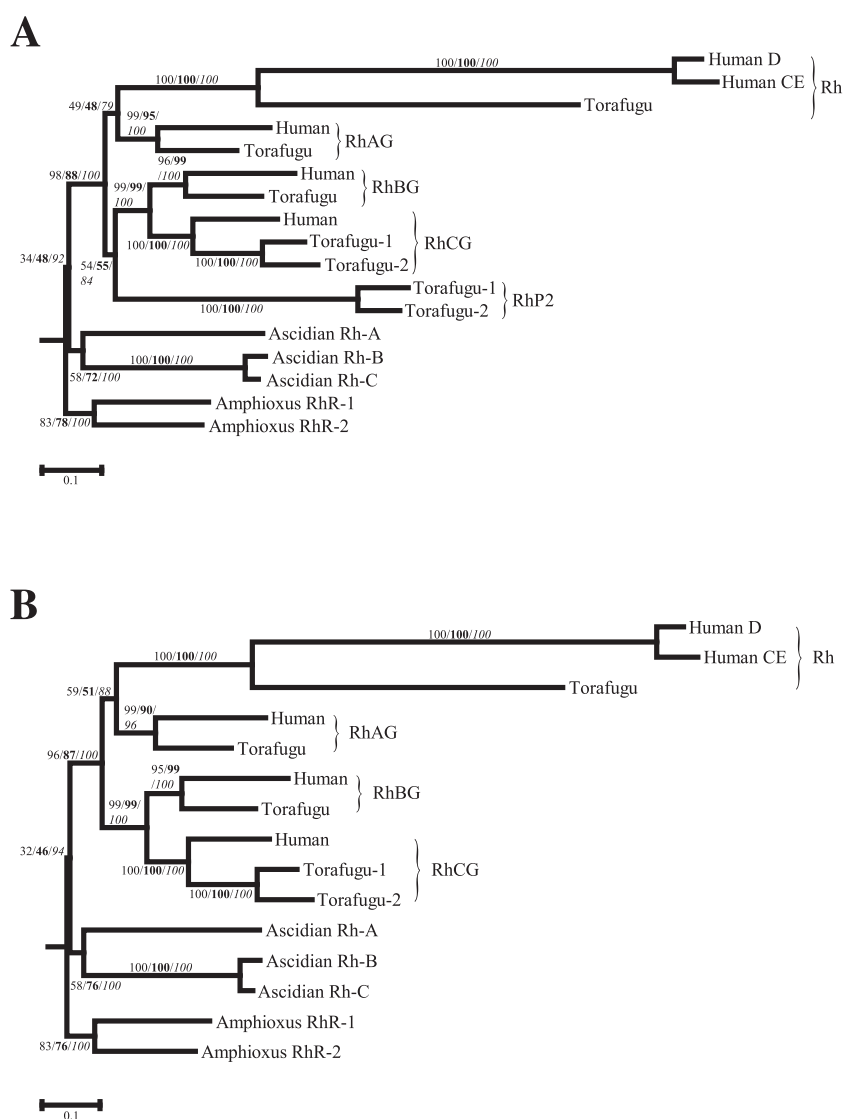 A
100/100/100
Human D
100/100/100
Human CE
Rh
49/48/79
Torafugu
99/95/
100
Human
RhAG
Torafugu
96/99
/100
98/88/100
Human
RhBG
99/99/
100
Torafugu
Human
100/100/100
Torafugu-1
RhCG
34/48/92
54/55/
84
100/100/100
Torafugu-2
Torafugu-1
RhP2
100/100/100
Torafugu-2
Ascidian Rh-A
100/100/100
Ascidian Rh-B
58/72/100
Ascidian Rh-C
Amphioxus RhR-1
83/78/100
Amphioxus RhR-2
0.1
B
Human D
100/100/100
100/100/100
Human CE
Rh
59/51/88
Torafugu
99/90/
96
Human
RhAG
Torafugu
96/87/100
95/99
/100
Human
RhBG
99/99/
100
Torafugu
Human
32/46/94
100/100/100
Torafugu-1
RhCG
100/100/100
Torafugu-2
Ascidian Rh-A
100/100/100
Ascidian Rh-B
58/76/100
Ascidian Rh-C
Amphioxus RhR-1
83/76/100
Amphioxus RhR-2
0.1